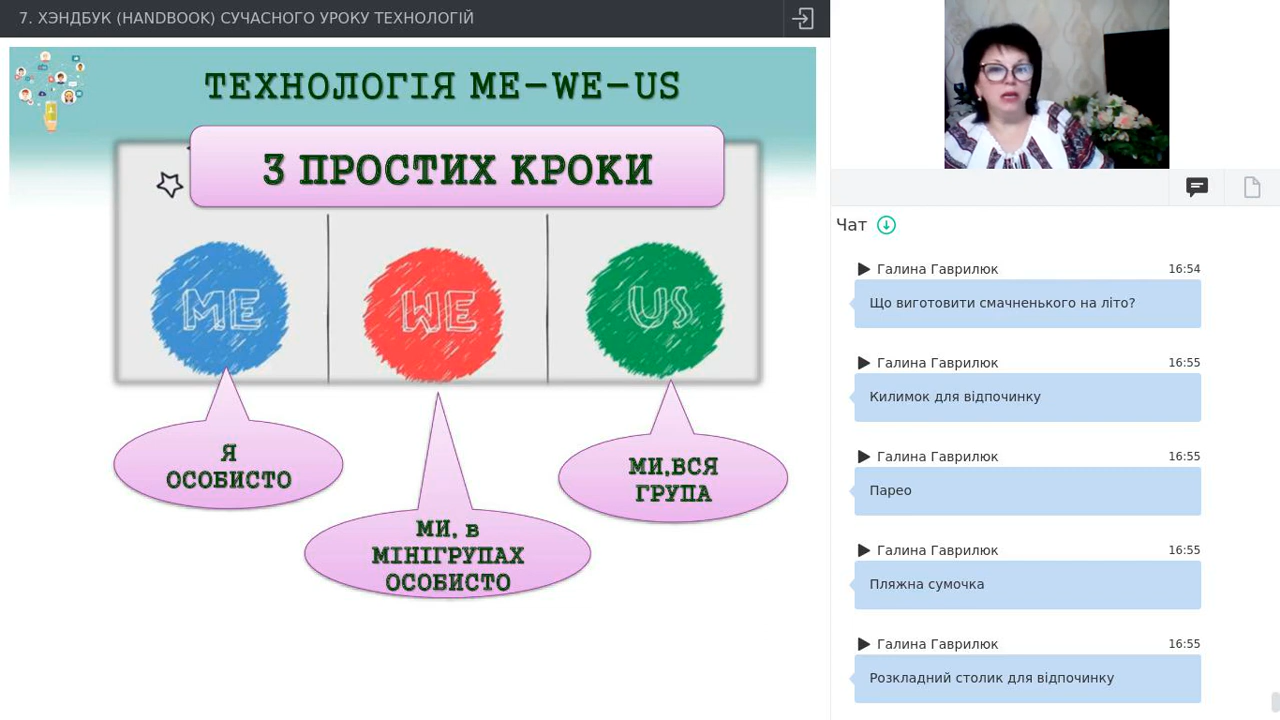 7. ХЭНДБУК (HANDBOOK) СУЧАСНОГО УРОКУ ТЕХНОЛОГІЙ
ТЕХНОЛОГІЯ ME-WE-US
3 ПРОСТИХ КРОКИ
ME
WE
US
Я
ОСОБИСТО
МИ, в
МІНІГРУПАХ
ОСОБИСТО
МИ,ВСЯ
ГРУПА
Чат
Галина Гаврилюк 16:54
Що виготовити смачненького на літо?
Галина Гаврилюк 16:55
Килимок для відпочинку
Галина Гаврилюк 16:55
Парео
Галина Гаврилюк 16:55
Пляжна сумочка
Галина Гаврилюк 16:55
Розкладний столик для відпочинку